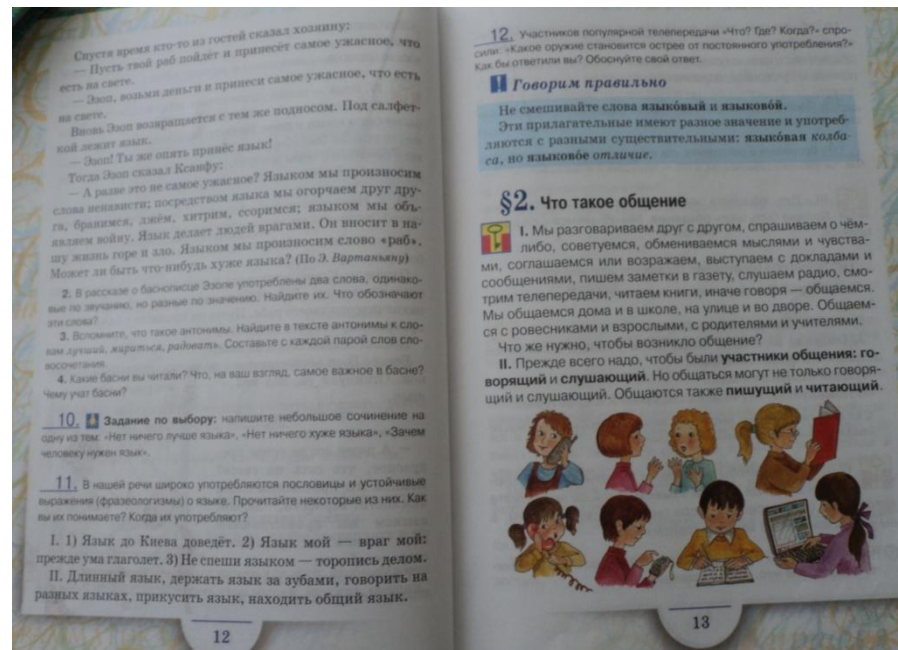 Спустя время кто-то из гостей сказал хозяину:
— Пусть твой раб пойдёт и принесёт самое ужасное, что
есть на свете.
— Эзоп, возьми деньги и принеси самое ужасное, что есть
на свете.
Вновь Эзоп возвращается с тем же подносом. Под салфет-
кой лежит язык.
— Эзоп! Ты же опять принёс язык!
Тогда Эзоп сказал Ксанфу:
— А разве это не самое ужасное? Языком мы произносим
слова ненависти; посредством языка мы огорчаем друг дру-
га, бранимся, лжём, хитрим, ссоримся; языком мы объ-
являем войну. Язык делает людей врагами. Он вносит в на-
шу жизнь горе и зло. Языком мы произносим слово «раб».
Может ли быть что-нибудь хуже языка? (По Э. Вартаньяну)
2. В рассказе о баснописце Эзопе употреблены два слова, одинако-
вые по звучанию, но разные по значению. Найдите их. Что обозначают
эти слова?
3. Вспомните, что такое антонимы. Найдите в тексте антонимы к сло-
вам лучший, мириться, радовать. Составьте с каждой парой слов сло-
восочетания.
4. Какие басни вы читали? Что, на ваш взгляд, самое важное в басне?
Чему учат басни?
10. Задание по выбору: напишите небольшое сочинение на
одну из тем: «Нет ничего лучше языка», «Нет ничего хуже языка», «Зачем
человеку нужен язык».
11. В нашей речи широко употребляются пословицы и устойчивые
выражения (фразеологизмы) о языке. Прочитайте некоторые из них. Как
вы их понимаете? Когда их употребляют?
I. 1) Язык до Киева доведёт. 2) Язык мой — враг мой:
прежде ума глаголет. 3) Не спеши языком — торопись делом.
II. Длинный язык, держать язык за зубами, говорить на
разных языках, прикусить язык, находить общий язык.
12
12. Участников популярной телепередачи «Что? Где? Когда?» спро-
сили: «Какое оружие становится острее от постоянного употребления?»
Как бы ответили вы? Обоснуйте свой ответ.
Говорим правильно
Не смешивайте слова языко́вый и языково́й.
Эти прилагательные имеют разное значение и употреб-
ляются с разными существительными: языко́вая колба-
са, но языково́е отличие.
§2. Что такое общение
I. Мы разговариваем друг с другом, спрашиваем о чём-
либо, советуемся, обмениваемся мыслями и чувства-
ми, соглашаемся или возражаем, выступаем с докладами и
сообщениями, пишем заметки в газету, слушаем радио, смо-
трим телепередачи, читаем книги, иначе говоря — общаемся.
Мы общаемся дома и в школе, на улице и во дворе. Общаем-
ся с ровесниками и взрослыми, с родителями и учителями.
Что же нужно, чтобы возникло общение?
II. Прежде всего надо, чтобы были участники общения: го-
ворящий и слушающий. Но общаться могут не только говоря-
щий и слушающий. Общаются также пишущий и читающий.
13